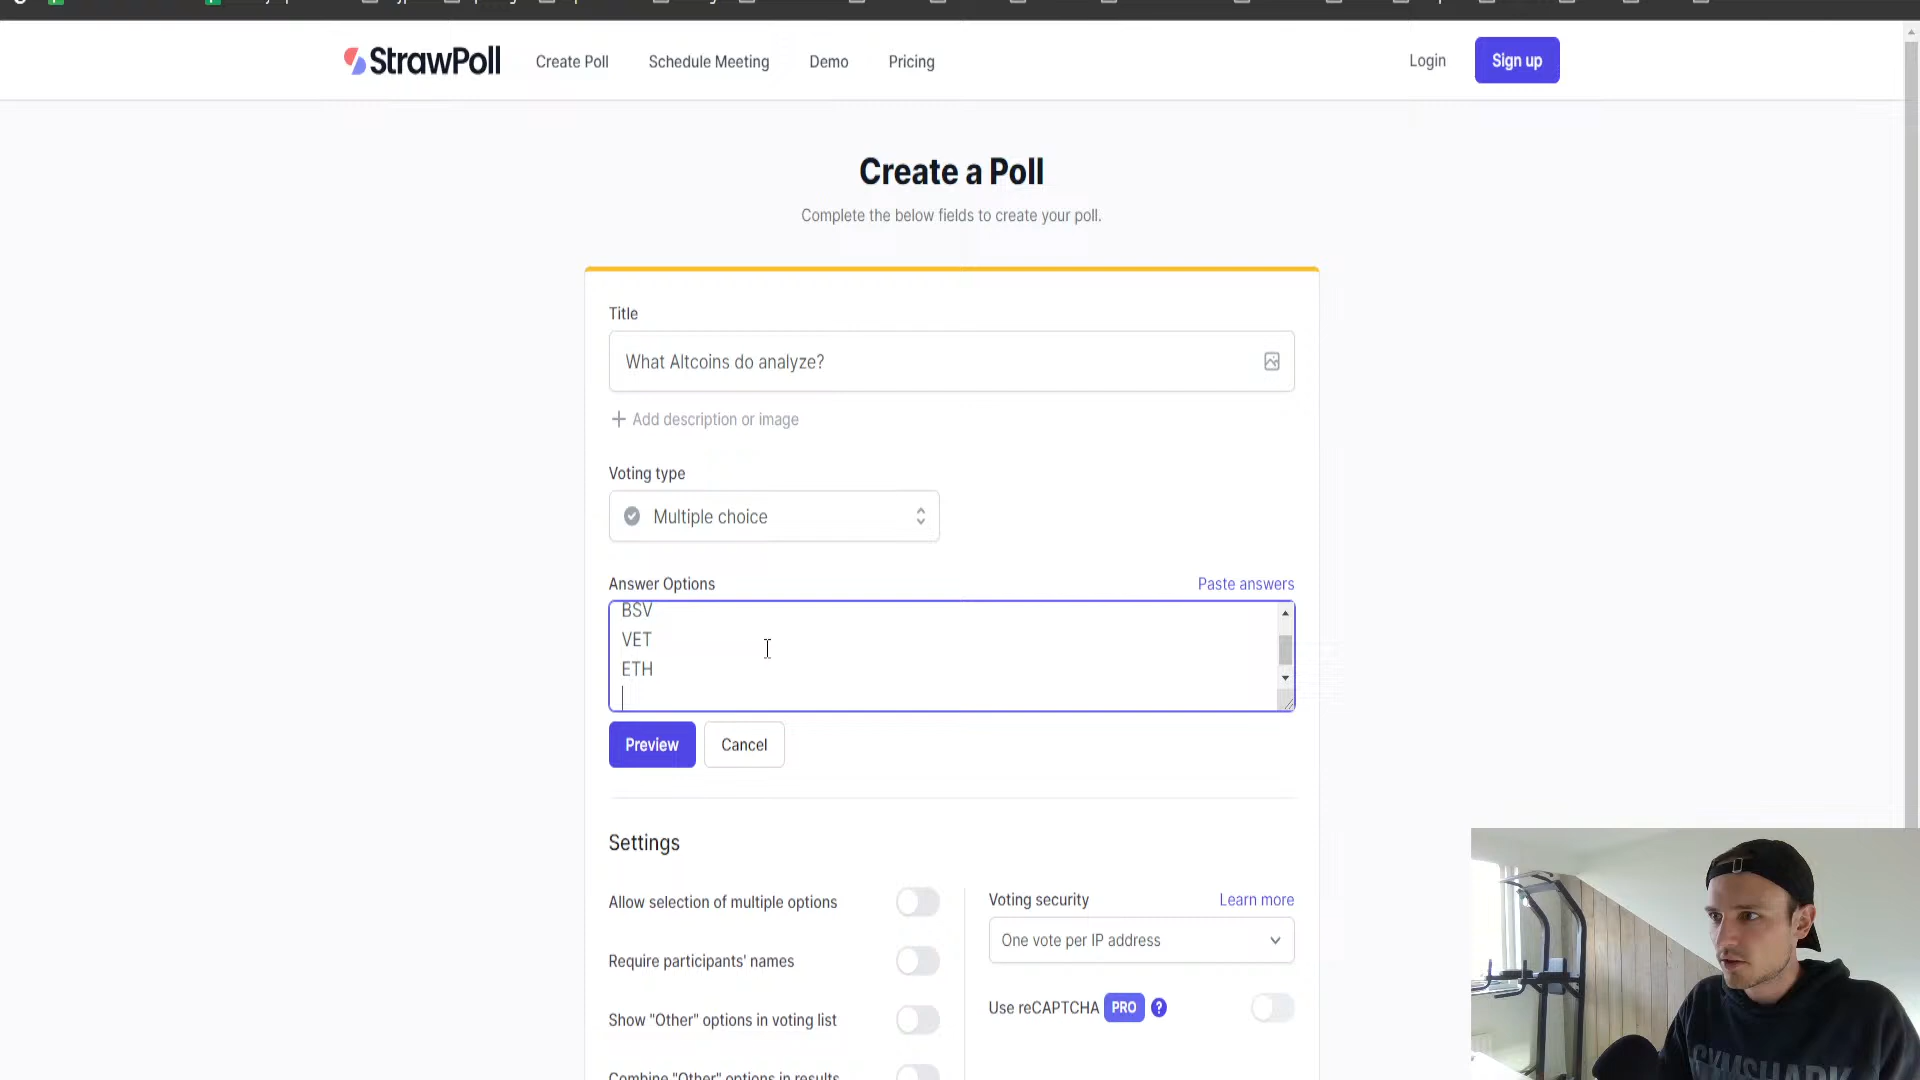 StrawPoll
Create Poll
Schedule Meeting
Demo
Pricing
Login
Sign up
Create a Poll
Complete the below fields to create your poll.
Title
What Altcoins do analyze?
Add description or image
Voting type
Multiple choice
Answer Options
Paste answers
BSV
VET
ETH
Preview
Cancel
Settings
Allow selection of multiple options
Voting security
Learn more
One vote per IP address
Require participants' names
Use reCAPTCHA PRO ?
Show "Other" options in voting list
Combine "Other" options in results
GYMSHARK